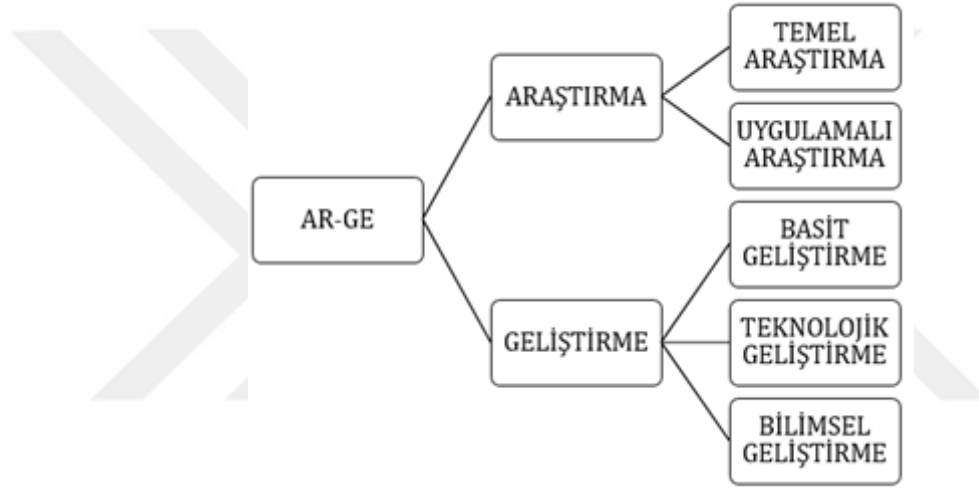 TEMEL
ARAŞTIRMA
ARAŞTIRMA
UYGULAMALI
ARAŞTIRMA
AR-GE
BASİT
GELİŞTİRME
GELİŞTİRME
TEKNOLOJİK
GELİŞTİRME
BİLİMSEL
GELİŞTİRME